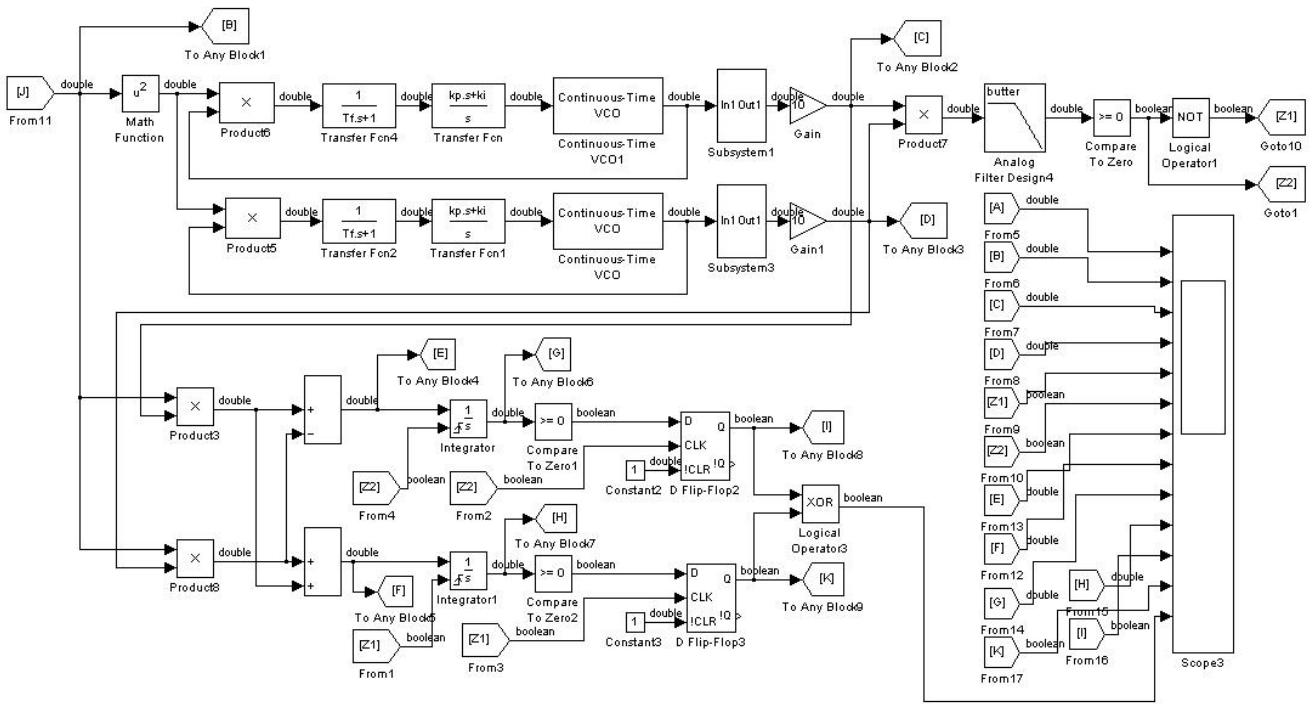 [B]
To Any Block1
[J]
From11
double
double
u²
Math
Function
double
×
Product6
double
1
Tf.s+1
Transfer Fcn4
double
kp.s+ki
s
Transfer Fcn
double
Continuous-Time
VCO
Continuous-Time
VCO1
double
In1 Out1
Subsystem1
double
10
Gain
double
[C]
To Any Block2
×
Product7
double
butter
Analog
Filter Design4
double
>= 0
Compare
To Zero
boolean
NOT
Logical
Operator1
boolean
[Z1]
Goto10
[Z2]
Goto1
×
Product5
double
1
Tf.s+1
Transfer Fcn2
double
kp.s+ki
s
Transfer Fcn1
double
Continuous-Time
VCO
Continuous-Time
VCO
double
In1 Out1
Subsystem3
double
10
Gain1
double
[D]
To Any Block3
×
Product3
double
+
−
double
[E]
To Any Block4
1
s
Integrator
double
[G]
To Any Block6
>= 0
Compare
To Zero1
boolean
D
CLK
!CLR
Q
!Q
D Flip-Flop2
boolean
[I]
To Any Block8
[Z2]
From4
boolean
[Z2]
From2
boolean
1
Constant2
double
XOR
Logical
Operator3
boolean
×
Product8
double
+
+
double
[F]
To Any Block5
1
s
Integrator1
double
[H]
To Any Block7
>= 0
Compare
To Zero2
boolean
D
CLK
!CLR
Q
!Q
D Flip-Flop3
boolean
[K]
To Any Block9
[Z1]
From1
boolean
[Z1]
From3
boolean
1
Constant3
double
[A]
From5
double
[B]
From6
double
[C]
From7
double
[D]
From8
double
[Z1]
From9
boolean
[Z2]
From10
boolean
[E]
From13
double
[F]
From12
double
[G]
From14
double
[H]
From15
double
[I]
From16
boolean
[K]
From17
boolean
Scope3